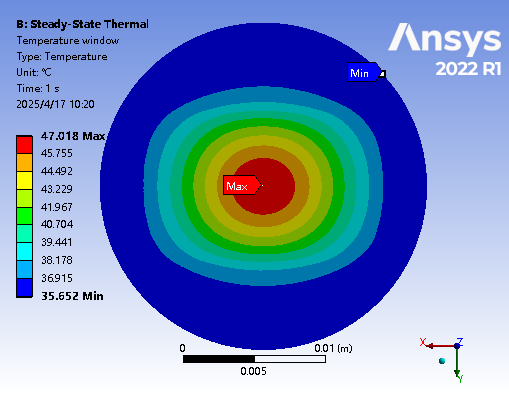 B: Steady-State Thermal
Temperature window
Type: Temperature
Unit: °C
Time: 1 s
2025/4/17 10:20
Ansys
2022 R1
Min
47.018 Max
45.755
44.492
43.229
41.967
40.704
39.441
38.178
36.915
35.652 Min
Max
0
0.01 (m)
0.005
X
Z
Y